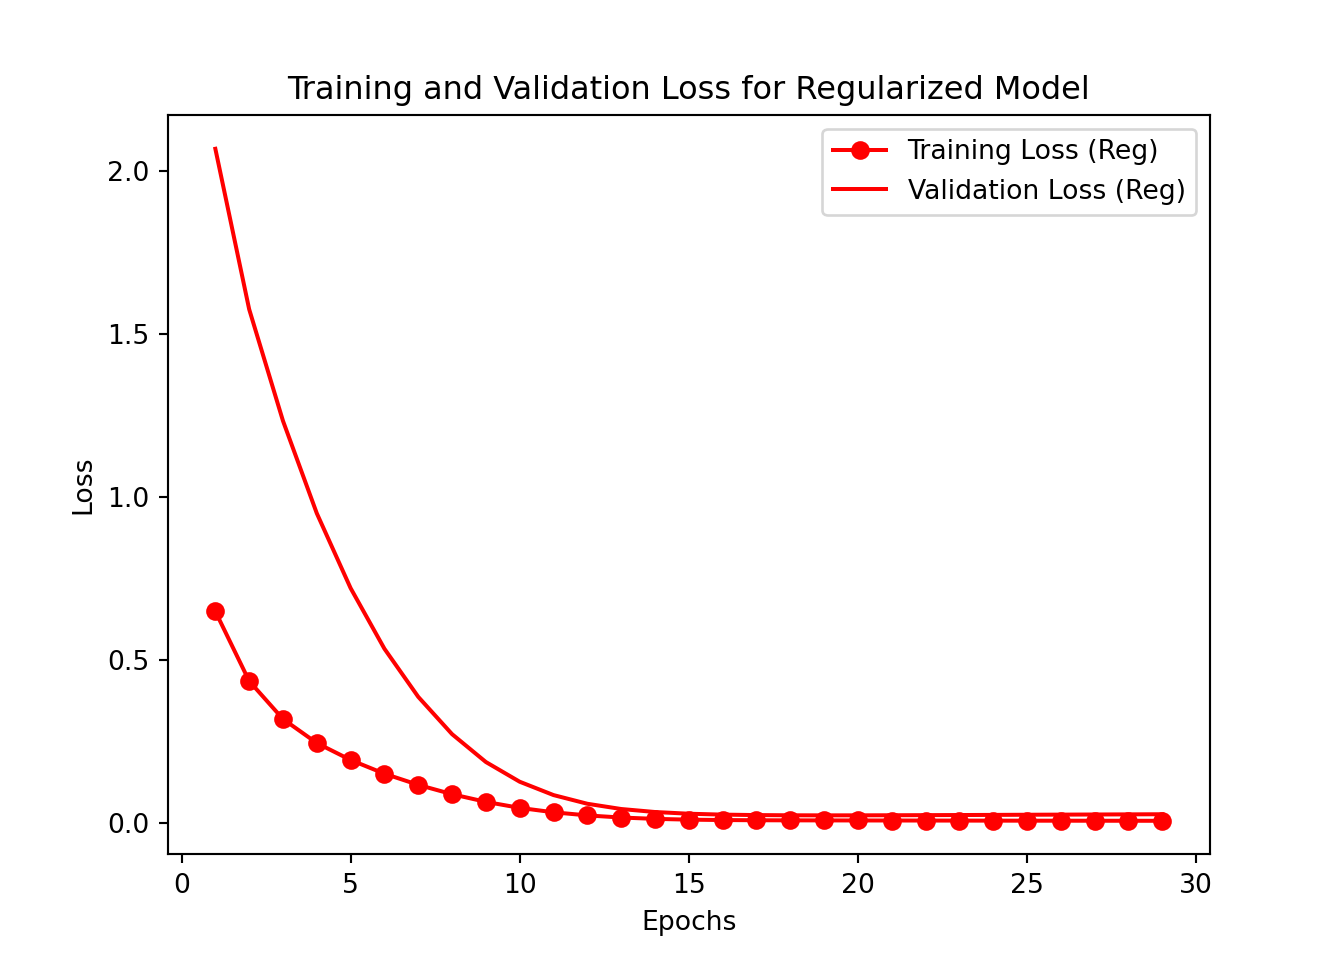 Training and Validation Loss for Regularized Model
Training Loss (Reg)
Validation Loss (Reg)
2.0
1.5
1.0
0.5
0.0
Loss
0 5 10 15 20 25 30
Epochs